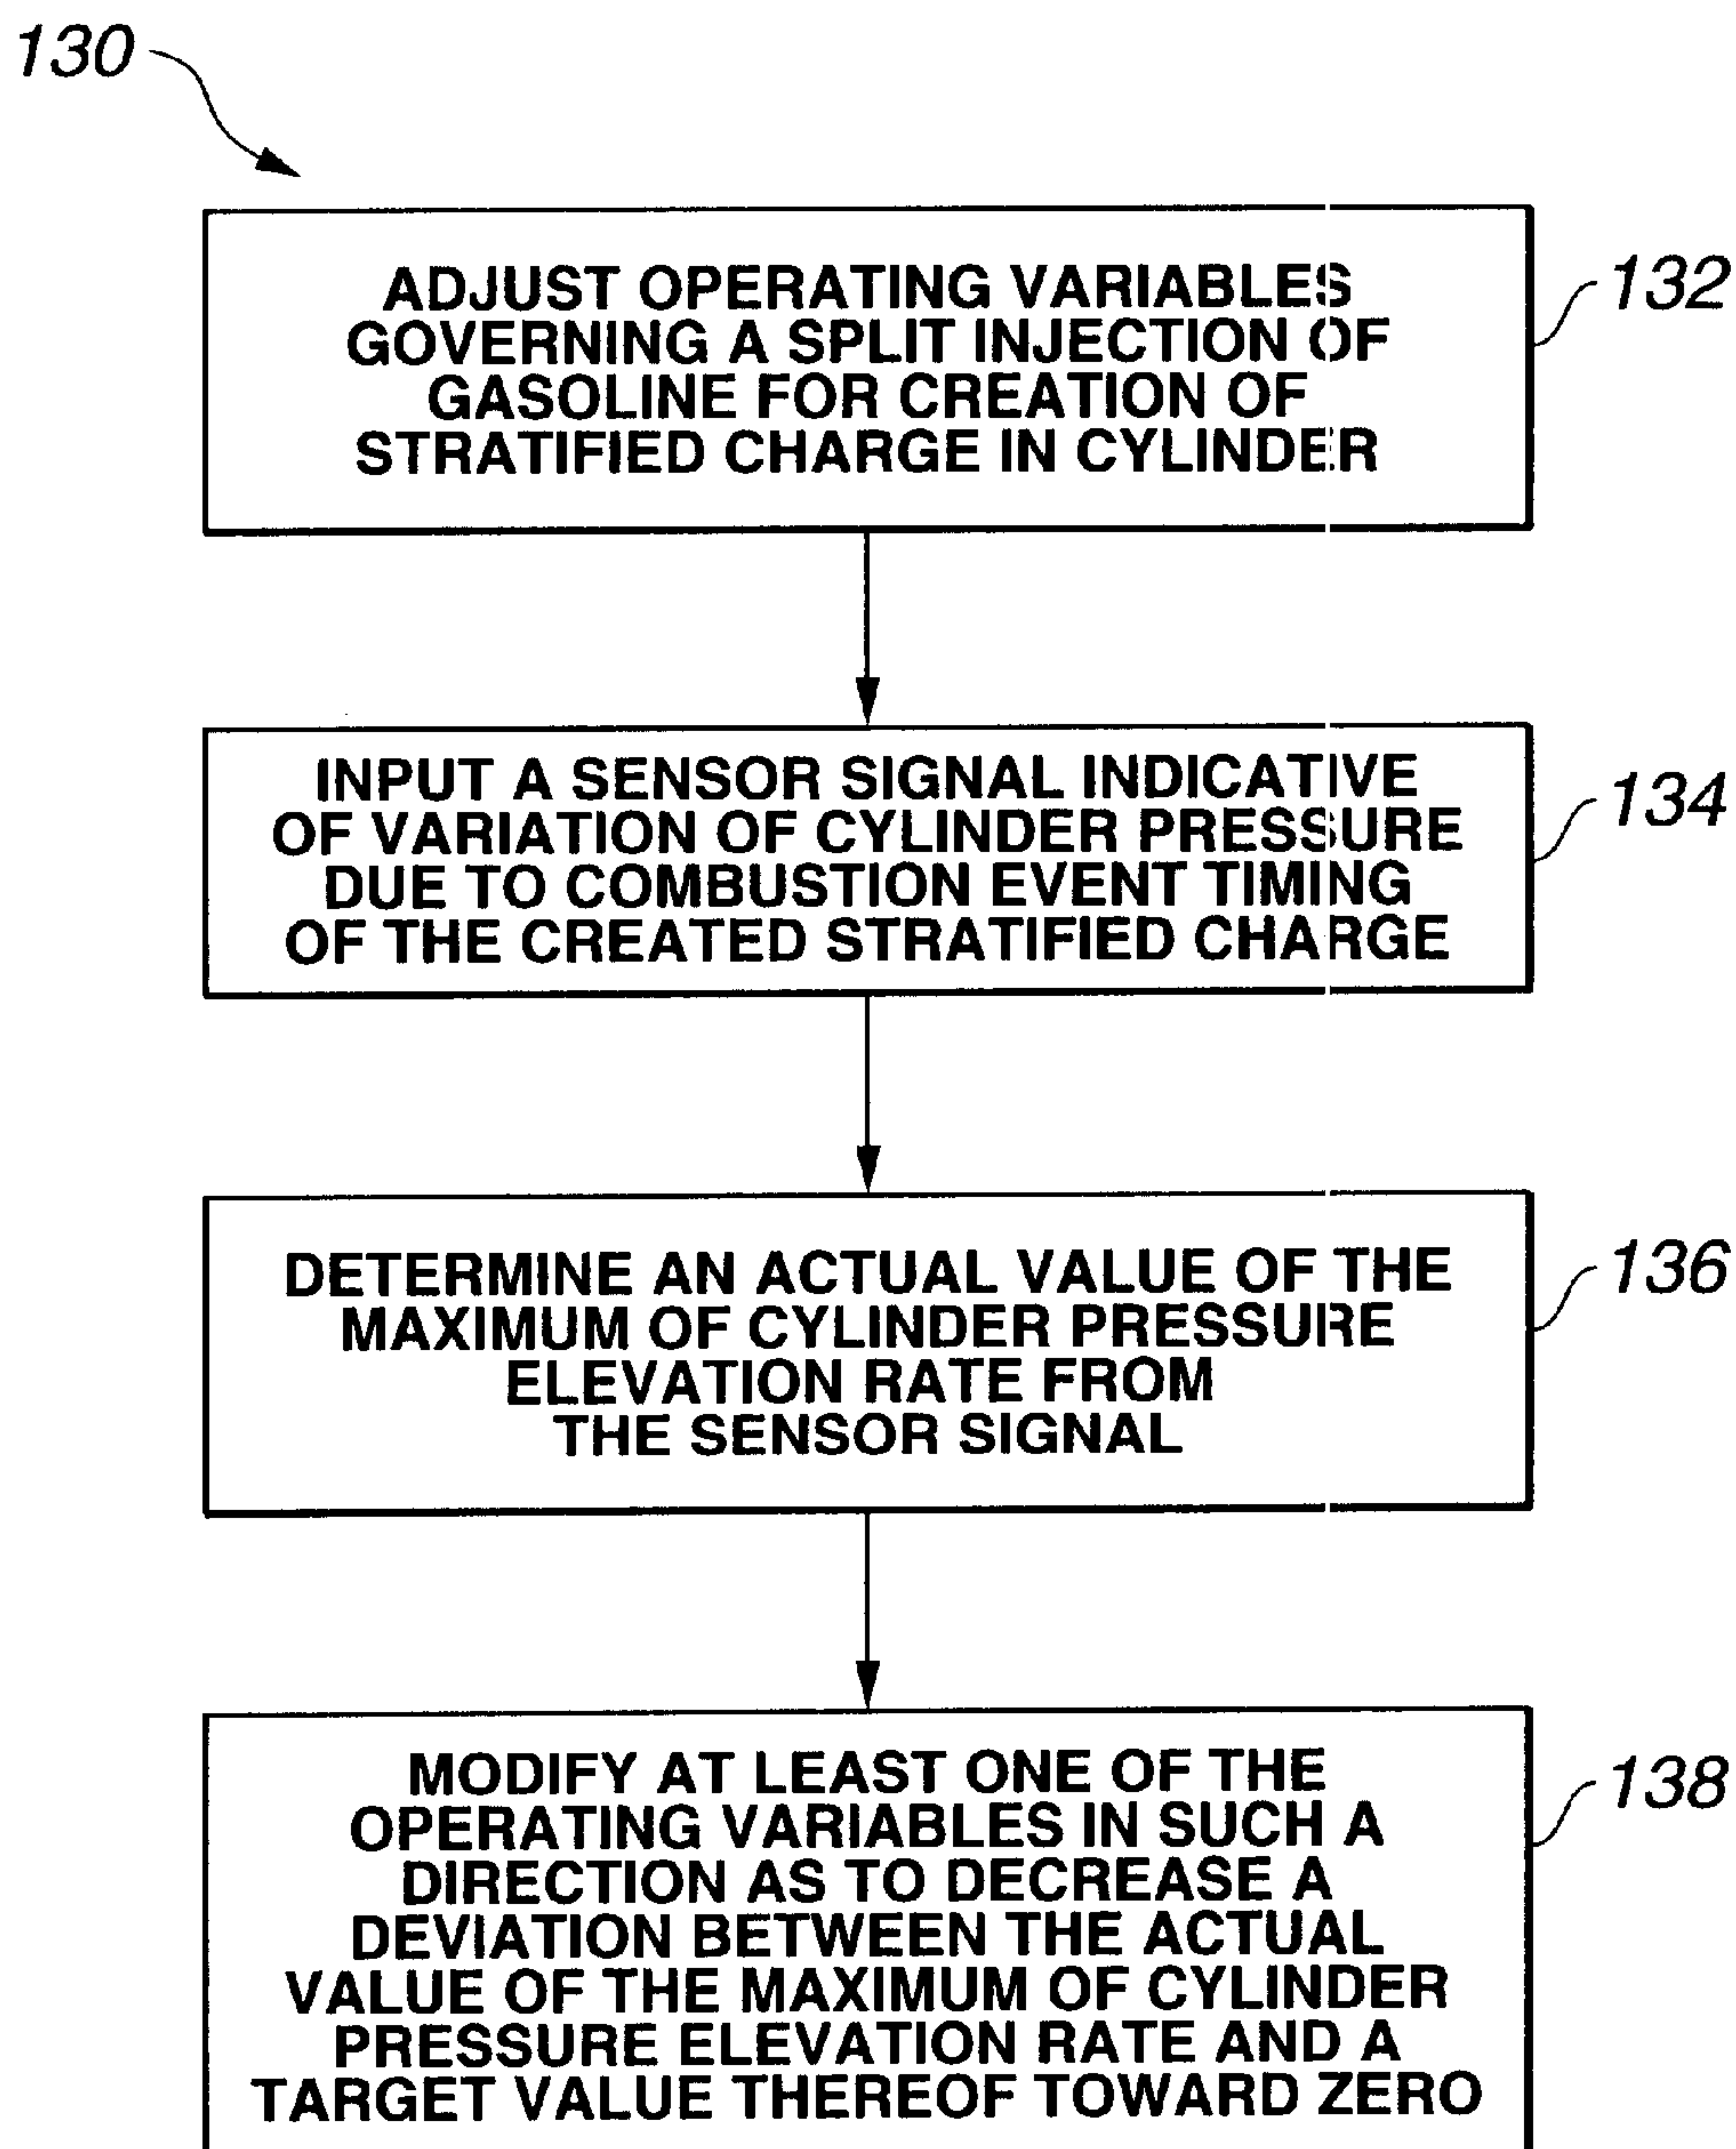 130
ADJUST OPERATING VARIABLES
GOVERNING A SPLIT INJECTION OF
GASOLINE FOR CREATION OF
STRATIFIED CHARGE IN CYLINDER
132
INPUT A SENSOR SIGNAL INDICATIVE
OF VARIATION OF CYLINDER PRESSURE
DUE TO COMBUSTION EVENT TIMING
OF THE CREATED STRATIFIED CHARGE
134
DETERMINE AN ACTUAL VALUE OF THE
MAXIMUM OF CYLINDER PRESSURE
ELEVATION RATE FROM
THE SENSOR SIGNAL
136
MODIFY AT LEAST ONE OF THE
OPERATING VARIABLES IN SUCH A
DIRECTION AS TO DECREASE A
DEVIATION BETWEEN THE ACTUAL
VALUE OF THE MAXIMUM OF CYLINDER
PRESSURE ELEVATION RATE AND A
TARGET VALUE THEREOF TOWARD ZERO
138